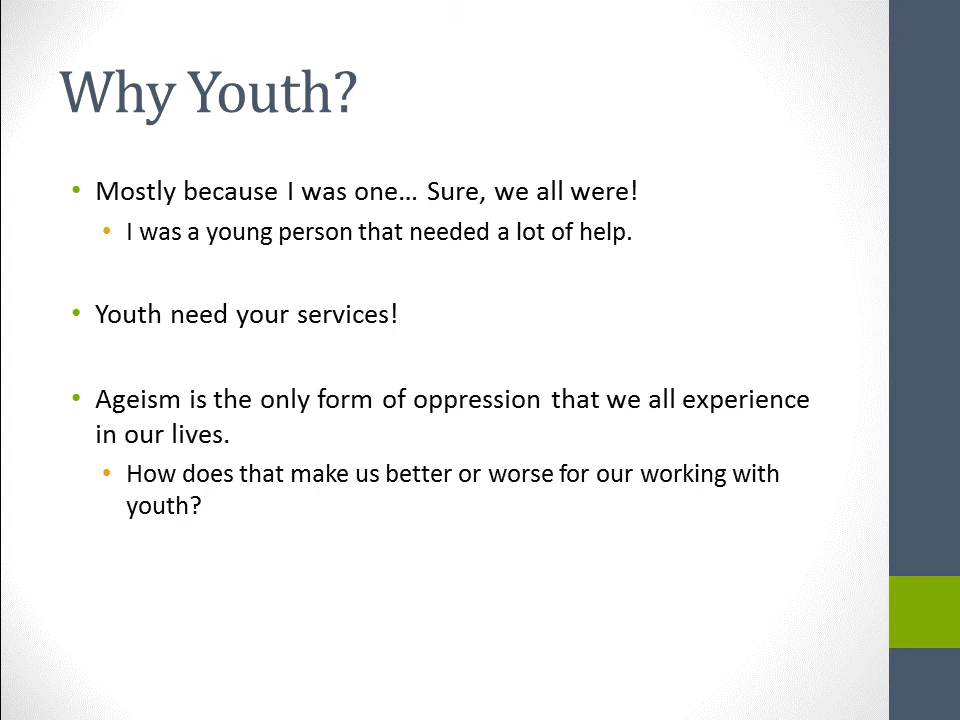 Why Youth?
• Mostly because I was one… Sure, we all were!
• I was a young person that needed a lot of help.
• Youth need your services!
• Ageism is the only form of oppression that we all experience
in our lives.
• How does that make us better or worse for our working with
youth?